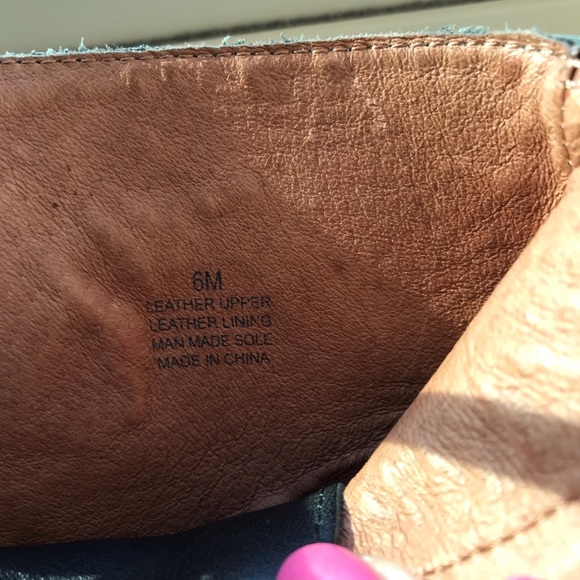 6M
LEATHER UPPER
LEATHER LINING
MAN MADE SOLE
MADE IN CHINA